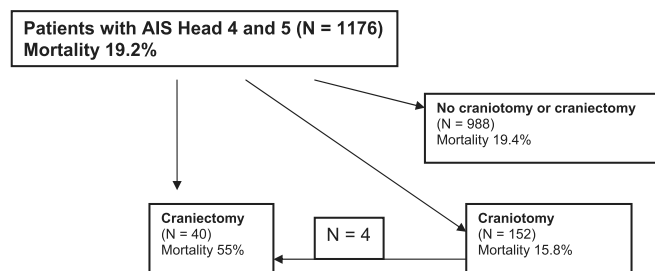 Patients with AIS Head 4 and 5 (N = 1176)
Mortality 19.2%
No craniotomy or craniectomy
(N = 988)
Mortality 19.4%
Craniectomy
(N = 40)
Mortality 55%
N = 4
Craniotomy
(N = 152)
Mortality 15.8%